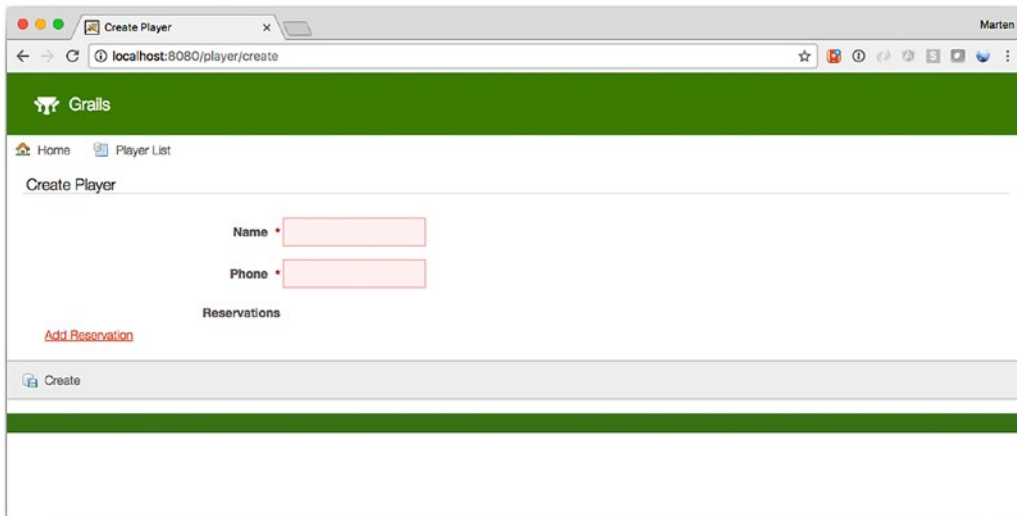 Create Player
Marten
localhost:8080/player/create
Grails
Home Player List
Create Player
Name *
Phone *
Reservations
Add Reservation
Create